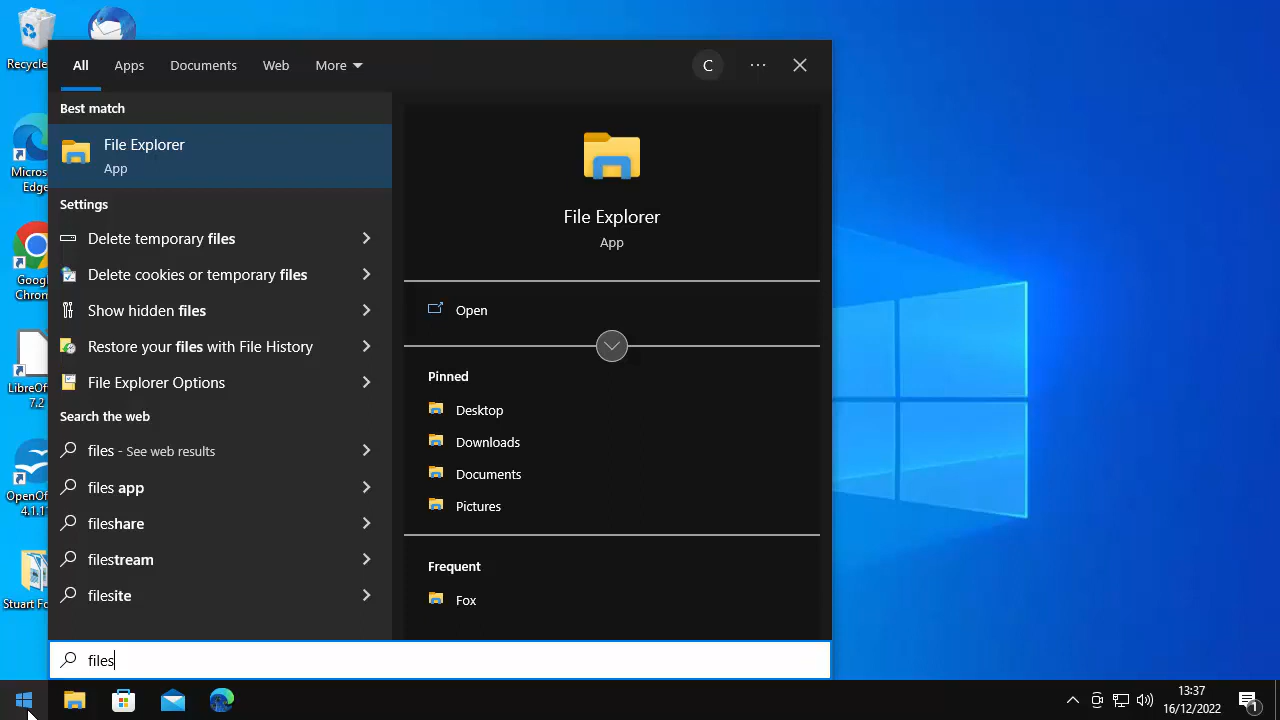 Recycle
All Apps Documents Web More C ... 
Best match
File Explorer
App
Settings
Delete temporary files
Delete cookies or temporary files
Show hidden files
Restore your files with File History
File Explorer Options
Search the web
files - See web results
files app
fileshare
filestream
filesite
files
File Explorer
App
Open
Pinned
Desktop
Downloads
Documents
Pictures
Frequent
Fox
Micros
Edge
Googl
Chrom
LibreOf
7.2
OpenOf
4.1.1
Stuart Fo
13:37
16/12/2022
1